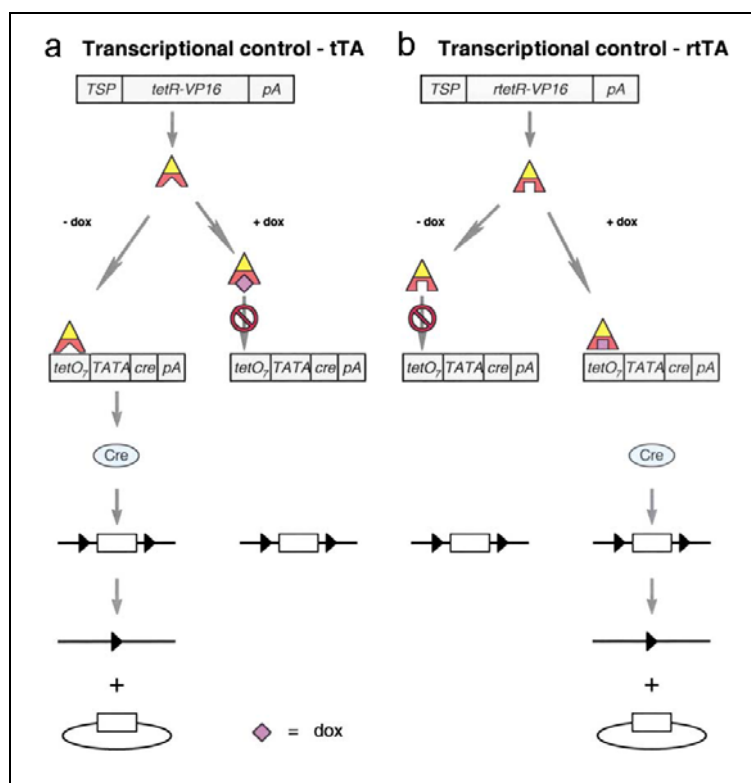 a Transcriptional control - tTA
b Transcriptional control - rtTA
TSP tetR-VP16 pA
TSP rtetR-VP16 pA
- dox + dox
- dox + dox
tetO7 TATA cre pA
tetO7 TATA cre pA
tetO7 TATA cre pA
tetO7 TATA cre pA
Cre
Cre
+
+
= dox